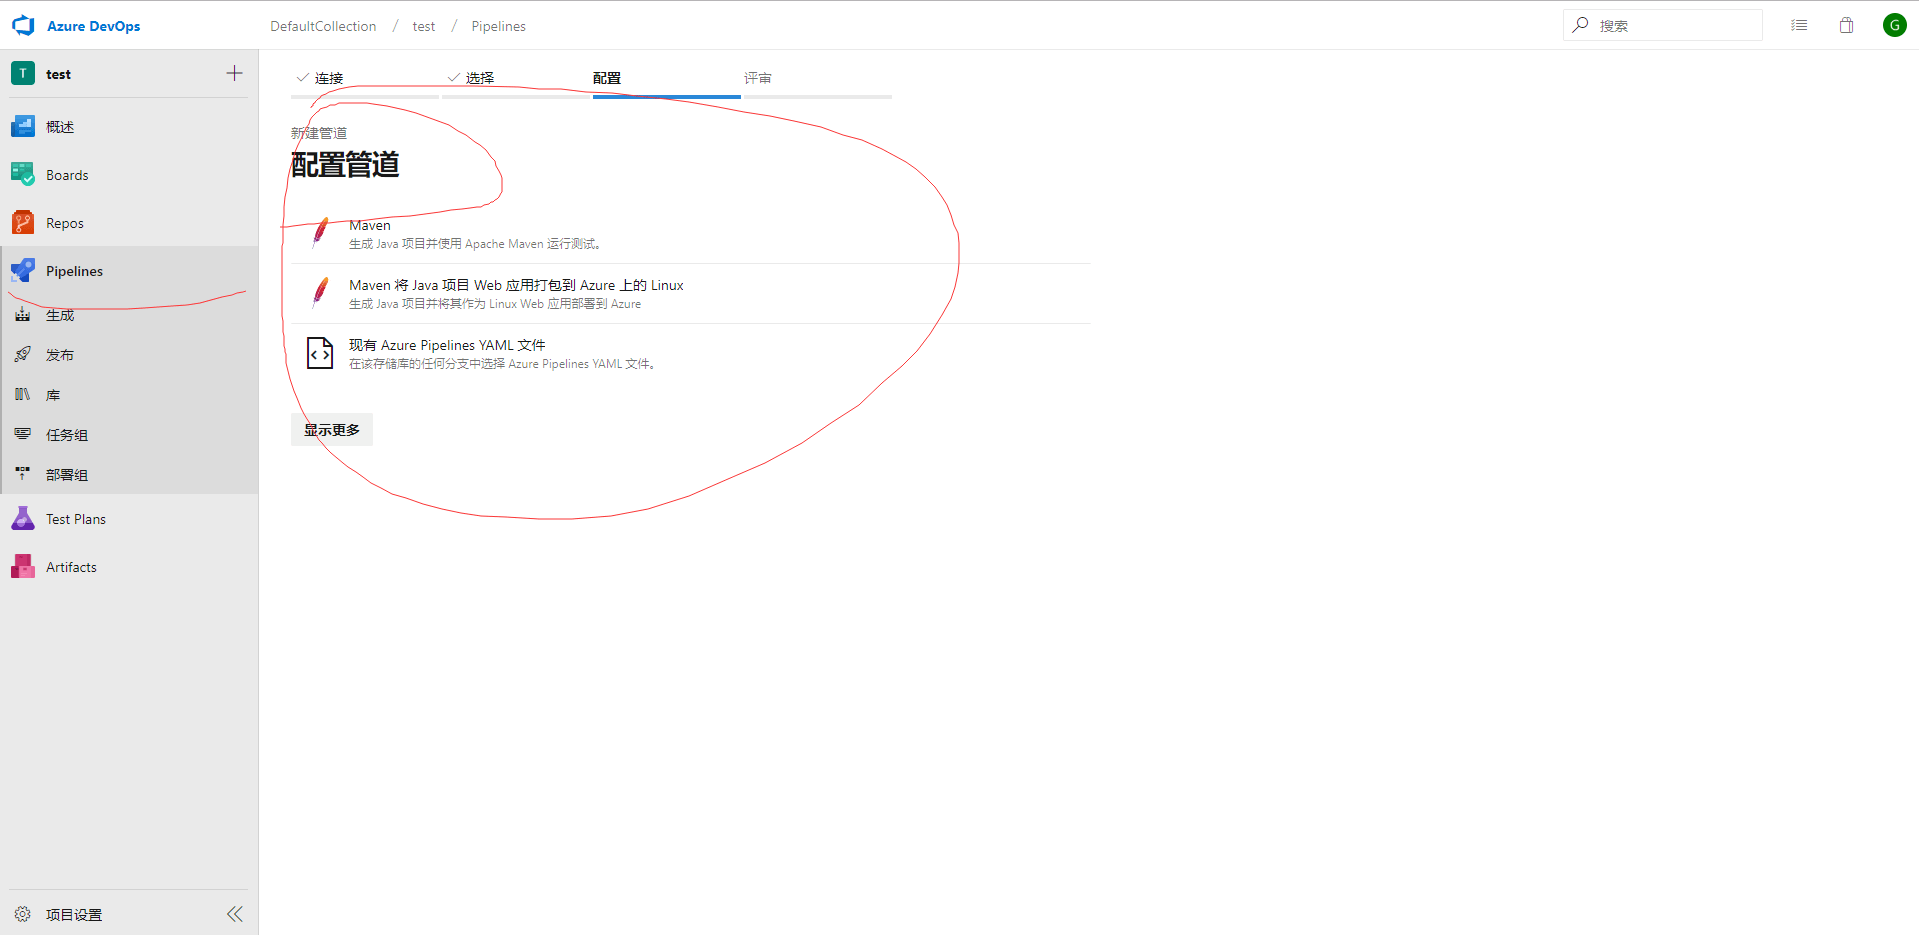 Azure DevOps
DefaultCollection / test / Pipelines
搜索
G
T
test
概述
Boards
Repos
Pipelines
生成
发布
库
任务组
部署组
Test Plans
Artifacts
项目设置
连接
选择
配置
评审
新建管道
配置管道
Maven
生成 Java 项目并使用 Apache Maven 运行测试。
Maven 将 Java 项目 Web 应用打包到 Azure 上的 Linux
生成 Java 项目并将其作为 Linux Web 应用部署到 Azure
现有 Azure Pipelines YAML 文件
在该存储库的任何分支中选择 Azure Pipelines YAML 文件。
显示更多